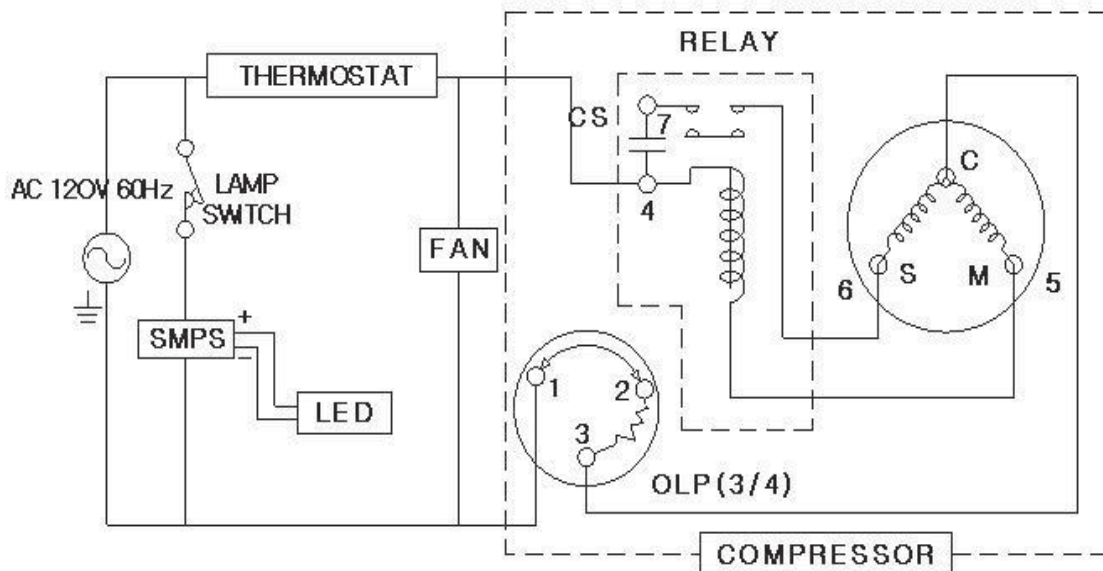 RELAY
THERMOSTAT
CS
7
C
AC 120V 60Hz
LAMP
SWITCH
4
FAN
6
S
M
5
SMPS
+
−
1
2
LED
3
OLP(3/4)
COMPRESSOR